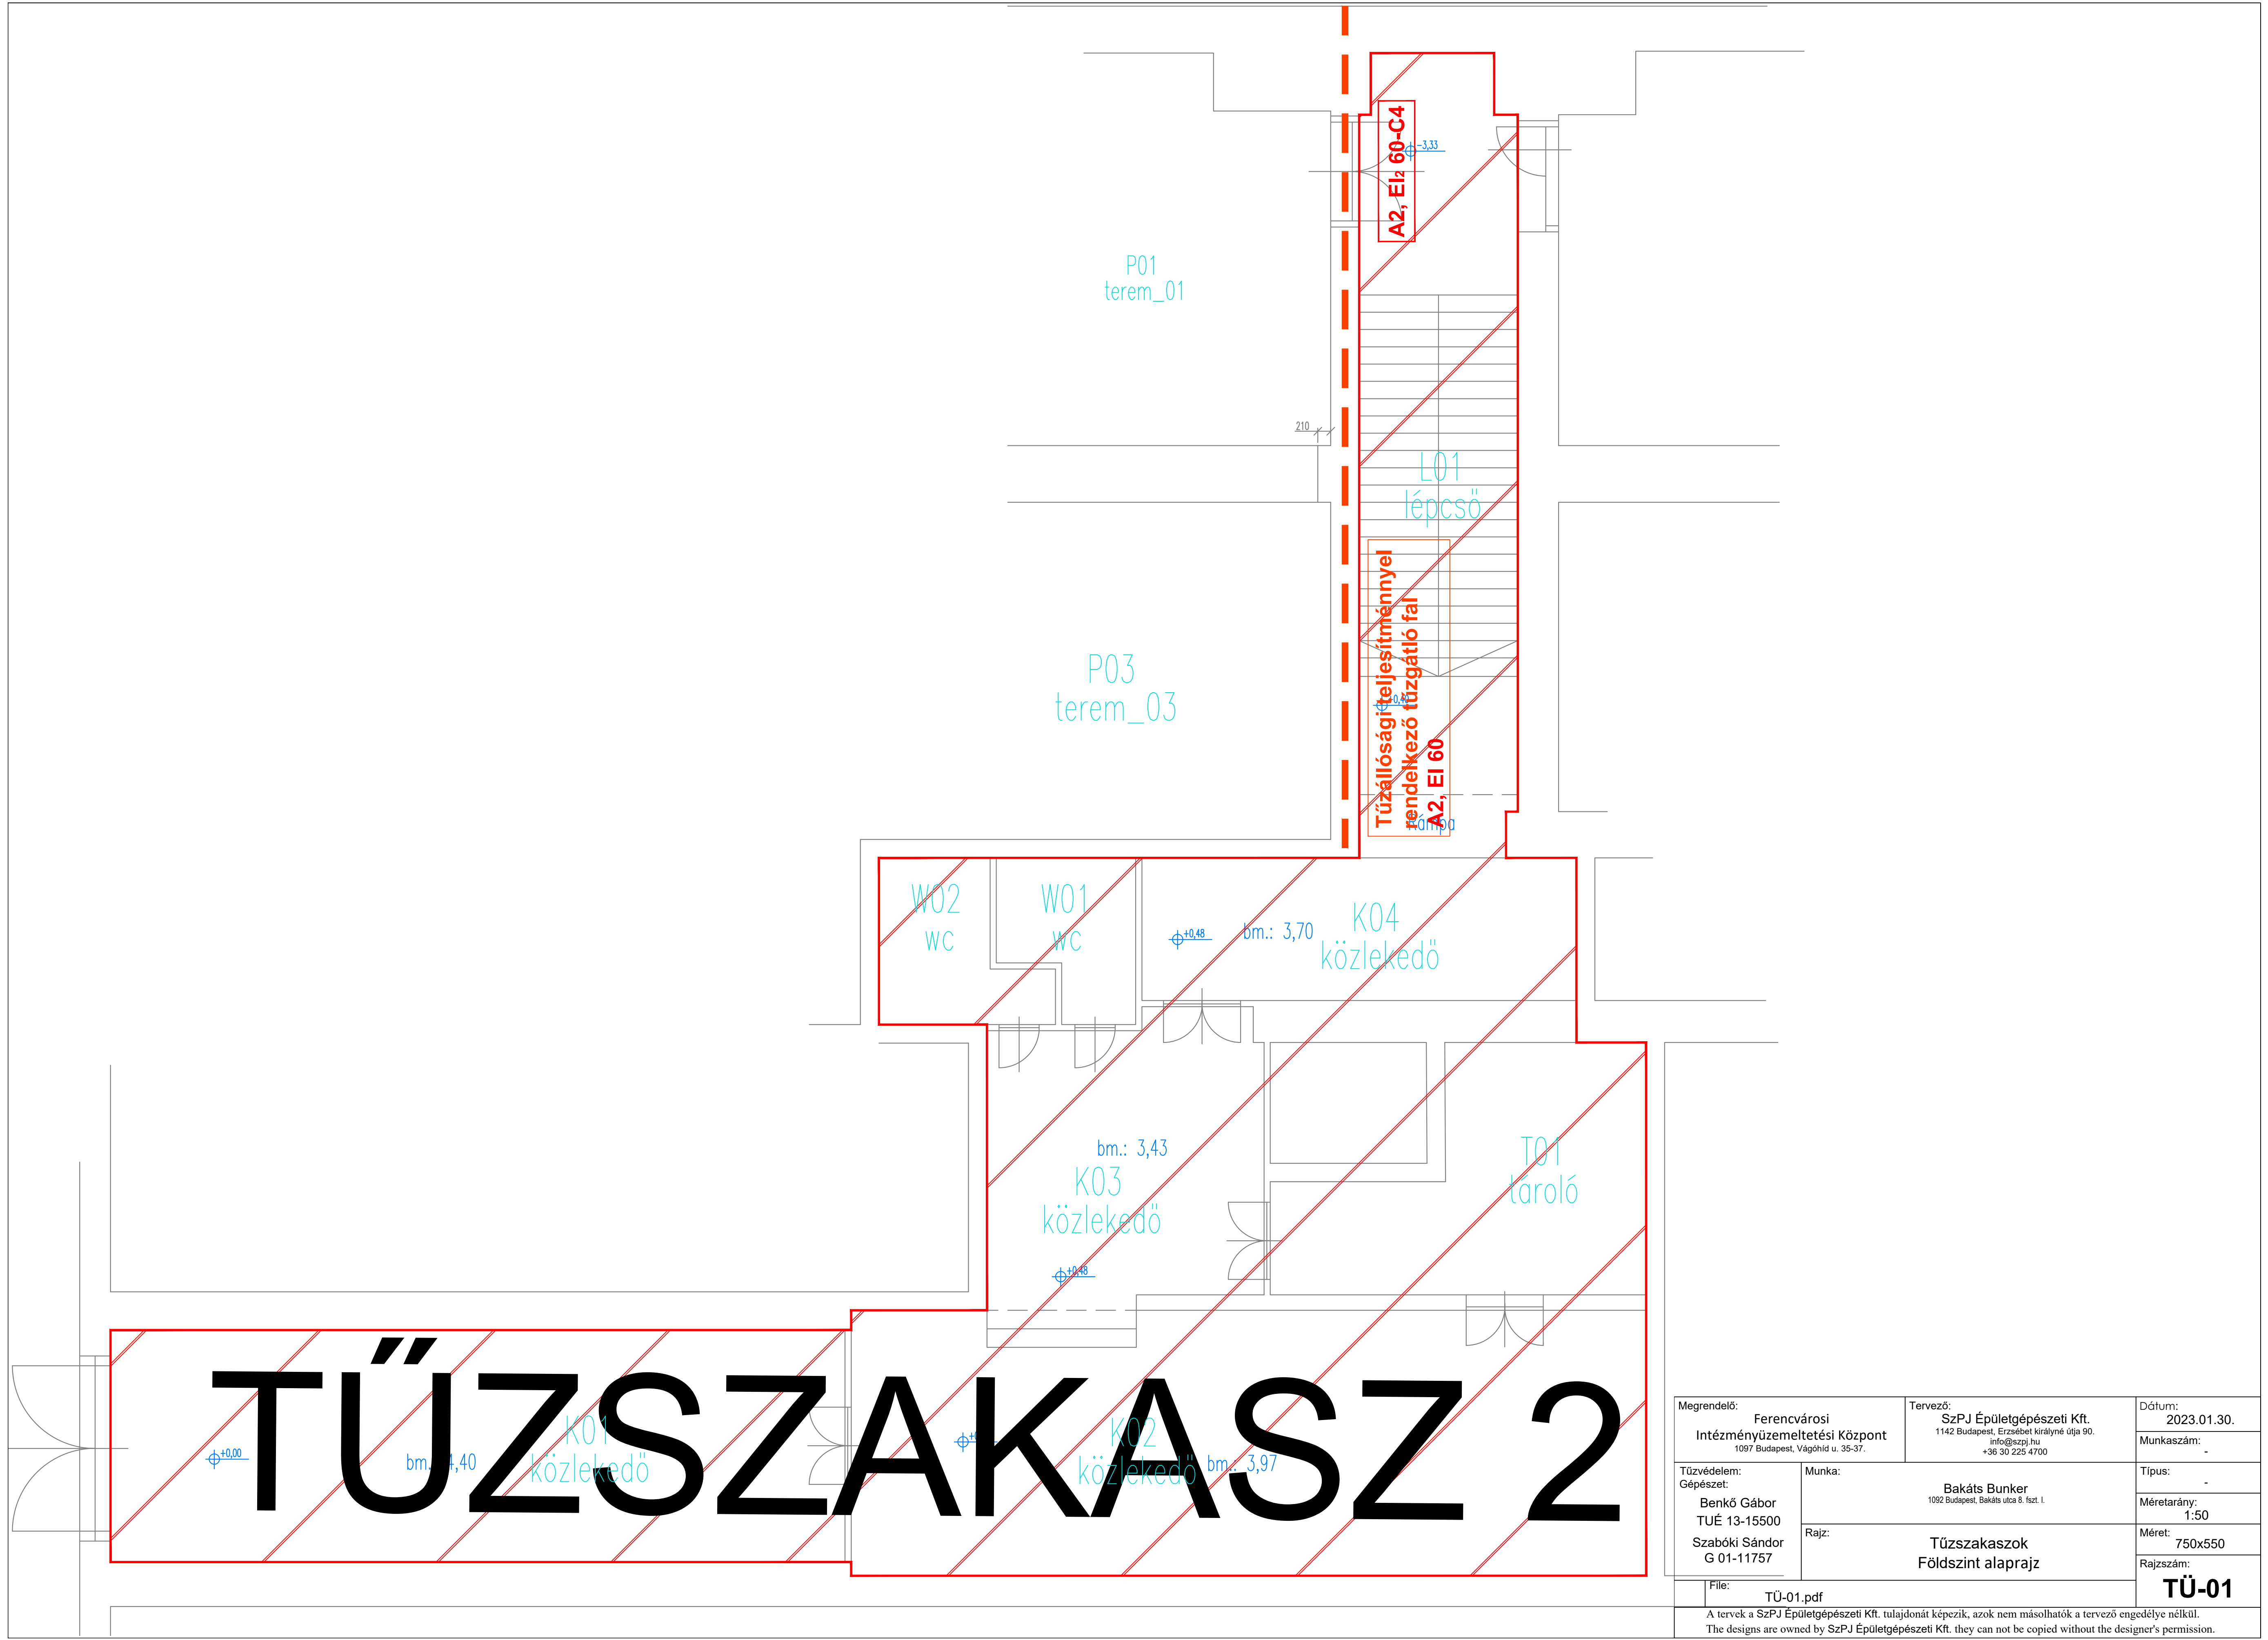 A2, EI₂ 60-C4
-3,33
P01
terem_01
210
L01
lépcső
Tűzállósági teljesítménnyel
rendelkező tűzgátló fal
A2, EI 60
P03
terem_03
rámpa
W02
WC
W01
WC
+0,48
bm.: 3,70
K04
közlekedő
bm.: 3,43
K03
közlekedő
+0,48
T01
tároló
TŰZSZAKASZ 2
+0,00
K01
közlekedő
K02
közlekedő
bm.: 3,97
Megrendelő:
Ferencvárosi
Intézményüzemeltetési Központ
1097 Budapest, Vágóhíd u. 35-37.
Tervező:
SzPJ Épületgépészeti Kft.
1142 Budapest, Erzsébet királyné útja 90.
info@szpj.hu
+36 30 225 4700
Dátum:
2023.01.30.
Munkaszám:
-
Tűzvédelem:
Gépészet:
Benkő Gábor
TUÉ 13-15500
Szabóki Sándor
G 01-11757
Munka:
Bakáts Bunker
1092 Budapest, Bakáts utca 8. fszt. I.
Típus:
-
Méretarány:
1:50
Rajz:
Tűzszakaszok
Földszint alaprajz
Méret:
750x550
Rajzszám:
TÜ-01
File:
TÜ-01.pdf
A tervek a SzPJ Épületgépészeti Kft. tulajdonát képezik, azok nem másolhatók a tervező engedélye nélkül.
The designs are owned by SzPJ Épületgépészeti Kft. they can not be copied without the designer's permission.